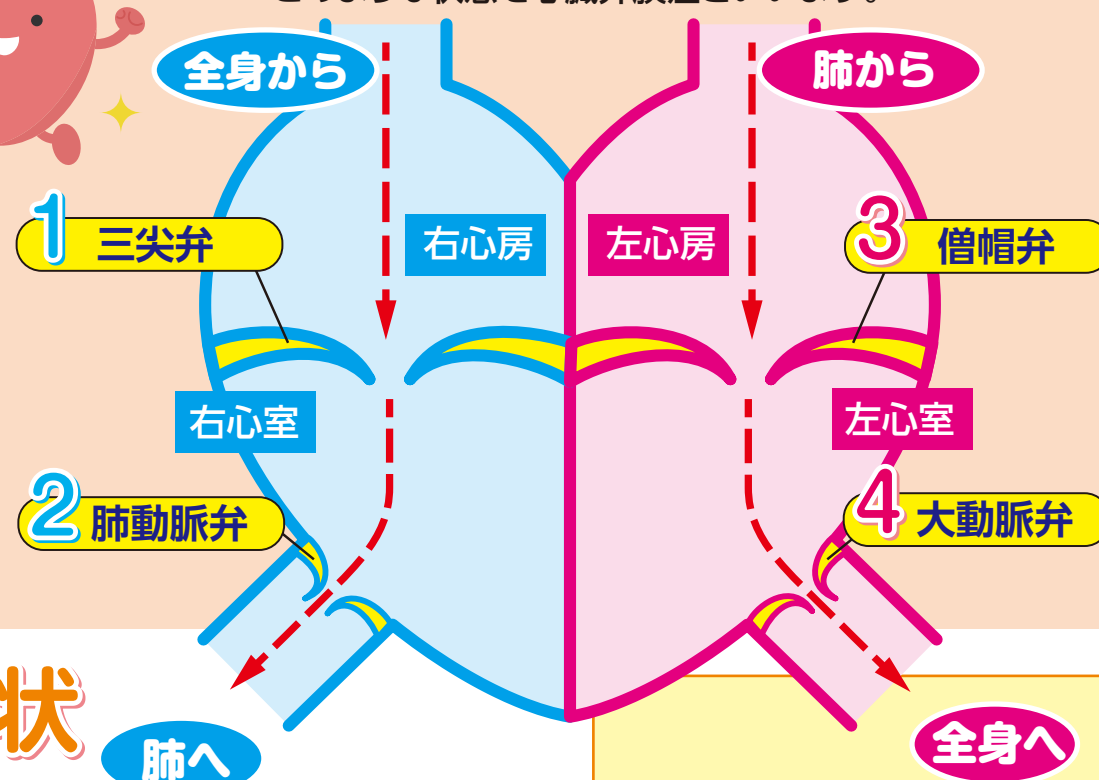 全身から
肺から
1 三尖弁
右心房
左心房
3 僧帽弁
右心室
左心室
2 肺動脈弁
4 大動脈弁
状
肺へ
全身へ